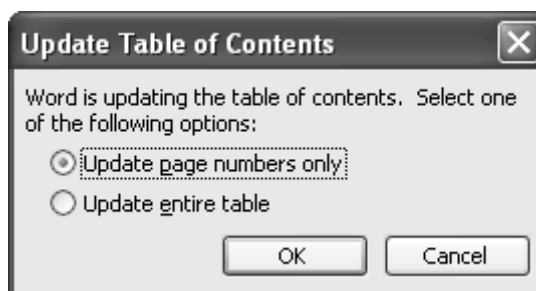 Update Table of Contents
Word is updating the table of contents. Select one
of the following options:
Update page numbers only
Update entire table
OK Cancel